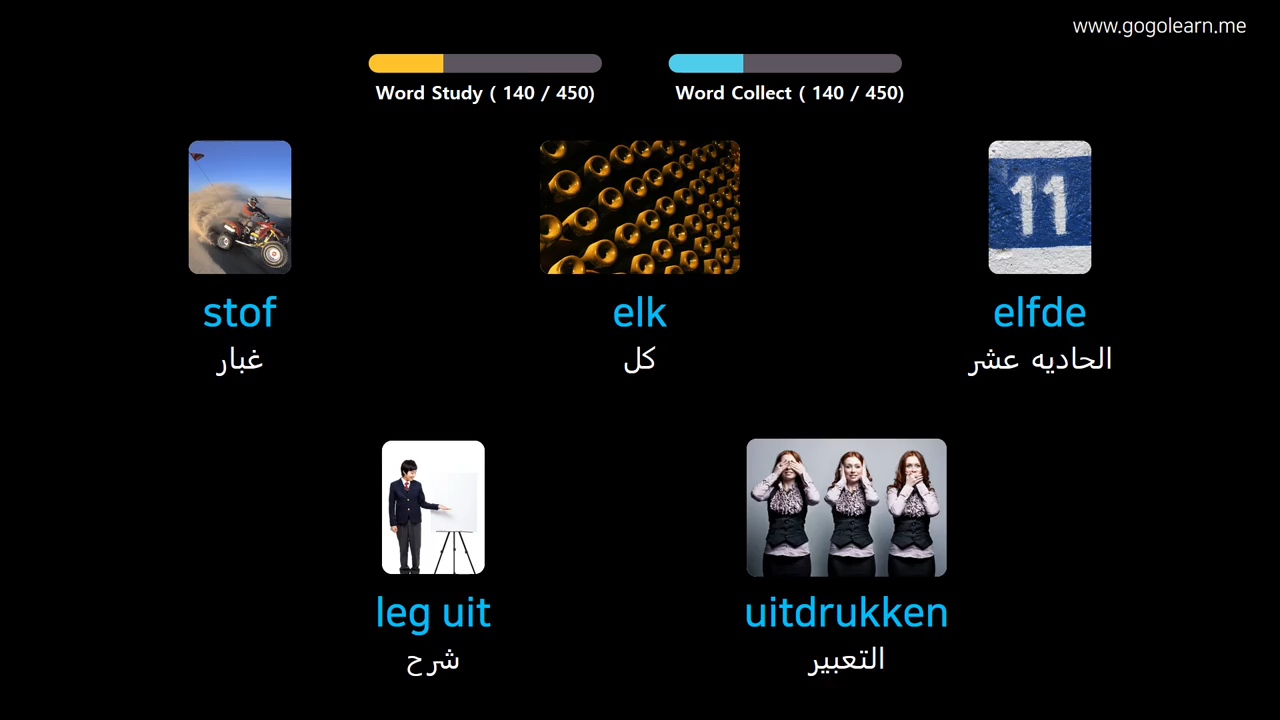 www.gogolearn.me
Word Study ( 140 / 450)
Word Collect ( 140 / 450)
11
stof
غبار
elk
كل
elfde
الحاديه عشر
leg uit
شرح
uitdrukken
التعبير